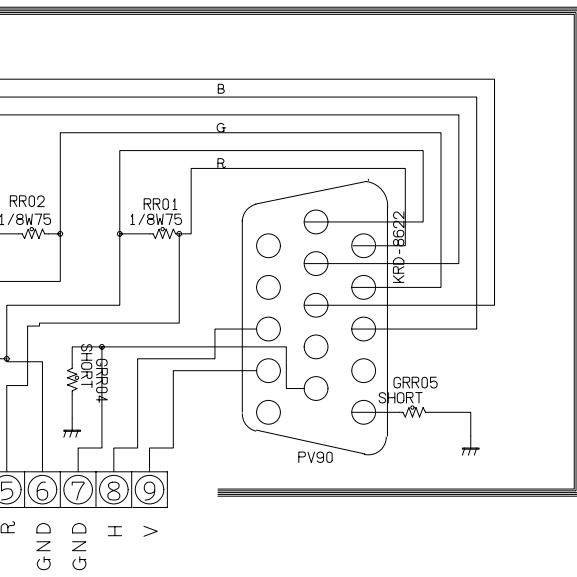 B
G
R
RR02
1/8W75
RR01
1/8W75
KRD-8622
GRR04
SHORT
GRR05
SHORT
PV90
5 6 7 8 9
R GND GND H V